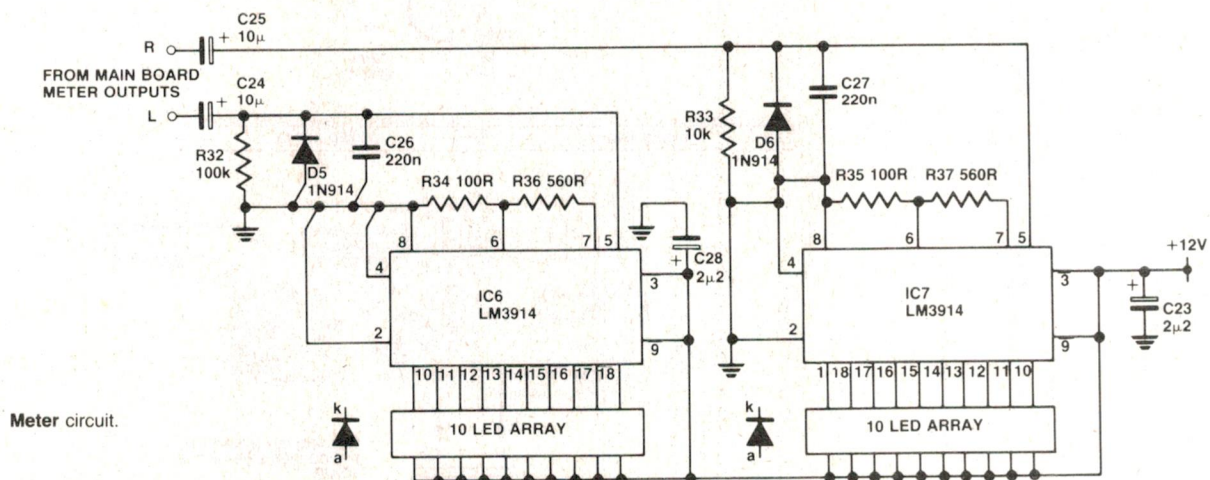 C25
10µ
R
+
FROM MAIN BOARD
METER OUTPUTS
C24
10µ
L
+
R32
100k
D5
1N914
C26
220n
R34 100R
R36 560R
8
6
7
5
4
2
IC6
LM3914
3
9
+
C28
2µ2
10 11 12 13 14 15 16 17 18
k
a
10 LED ARRAY
R33
10k
D6
1N914
C27
220n
R35 100R
R37 560R
8
6
7
5
4
2
IC7
LM3914
3
9
+12V
+
C23
2µ2
1 18 17 16 15 14 13 12 11 10
k
a
10 LED ARRAY
Meter circuit.